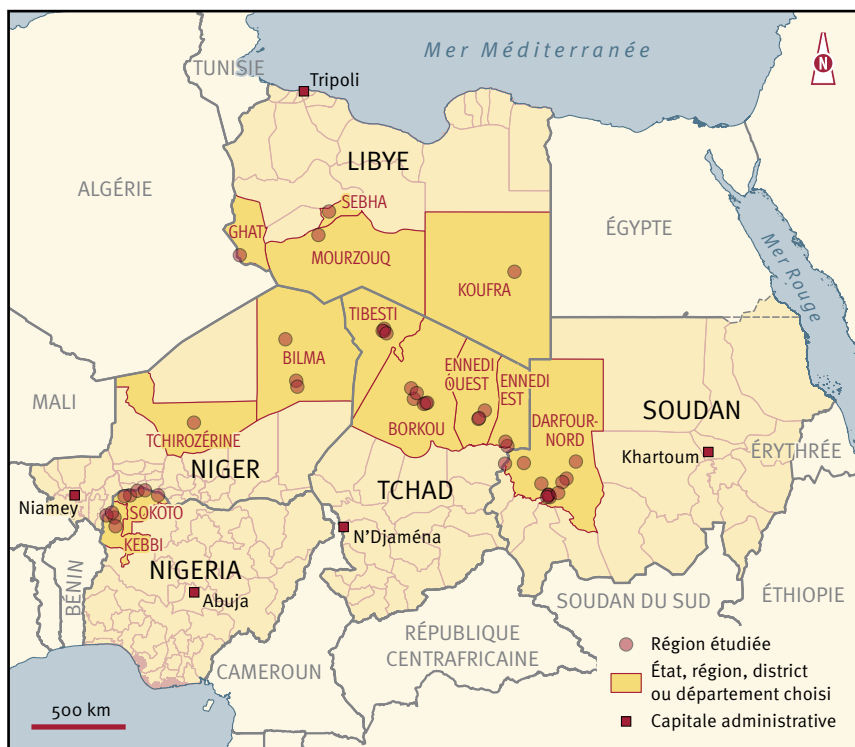 Mer Méditerranée
N
TUNISIE
Tripoli
LIBYE
ALGÉRIE
SEBHA
GHAT
MOURZOUQ
ÉGYPTE
Mer Rouge
KOUFRA
TIBESTI
BILMA
ENNEDI
OUEST
ENNEDI
EST
MALI
TCHIROZÉRINE
BORKOU
DARFOUR-
NORD
SOUDAN
NIGER
TCHAD
Khartoum
ÉRYTHRÉE
Niamey
SOKOTO
N'Djaména
KEBBI
NIGERIA
BÉNIN
Abuja
SOUDAN DU SUD
ÉTHIOPIE
RÉPUBLIQUE
CENTRAFRICAINE
CAMEROUN
Région étudiée
État, région, district
ou département choisi
Capitale administrative
500 km